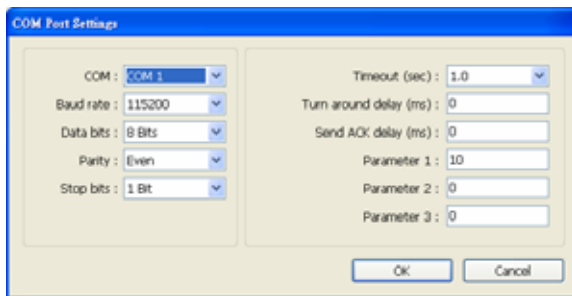 COM Port Settings
COM : COM 1
Baud rate : 115200
Data bits : 8 Bits
Parity : Even
Stop bits : 1 Bit
Timeout (sec) : 1.0
Turn around delay (ms) : 0
Send ACK delay (ms) : 0
Parameter 1 : 10
Parameter 2 : 0
Parameter 3 : 0
OK
Cancel